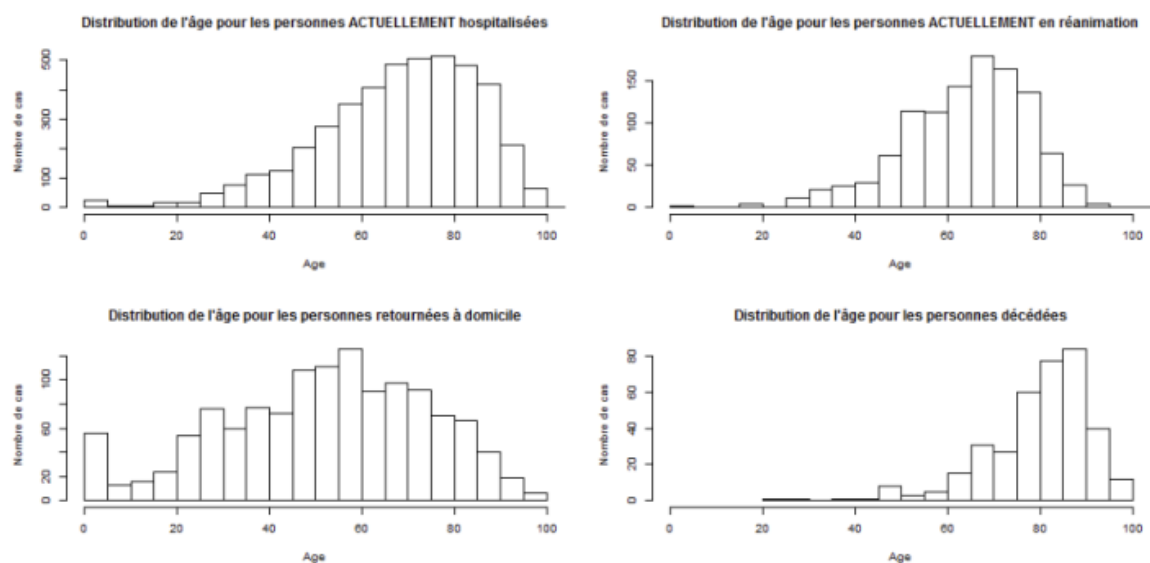 Distribution de l'âge pour les personnes ACTUELLEMENT hospitalisées
Nombre de cas
0 100 300 500
0 20 40 60 80 100
Age
Distribution de l'âge pour les personnes ACTUELLEMENT en réanimation
Nombre de cas
0 50 100 150
0 20 40 60 80 100
Age
Distribution de l'âge pour les personnes retournées à domicile
Nombre de cas
0 20 60 100
0 20 40 60 80 100
Age
Distribution de l'âge pour les personnes décédées
Nombre de cas
0 20 40 60 80
0 20 40 60 80 100
Age